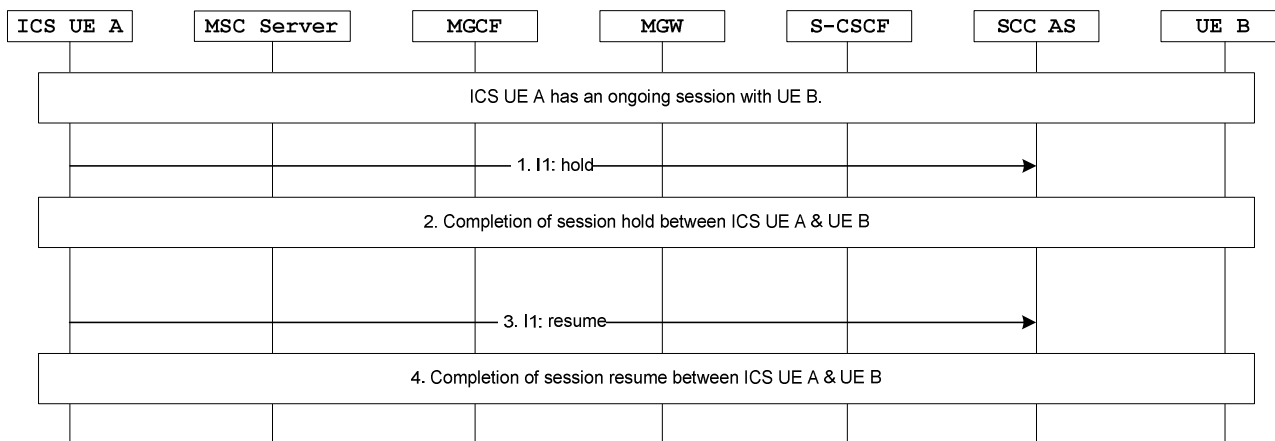 ICS UE A
MSC Server
MGCF
MGW
S-CSCF
SCC AS
UE B
ICS UE A has an ongoing session with UE B.
1. I1: hold
2. Completion of session hold between ICS UE A & UE B
3. I1: resume
4. Completion of session resume between ICS UE A & UE B